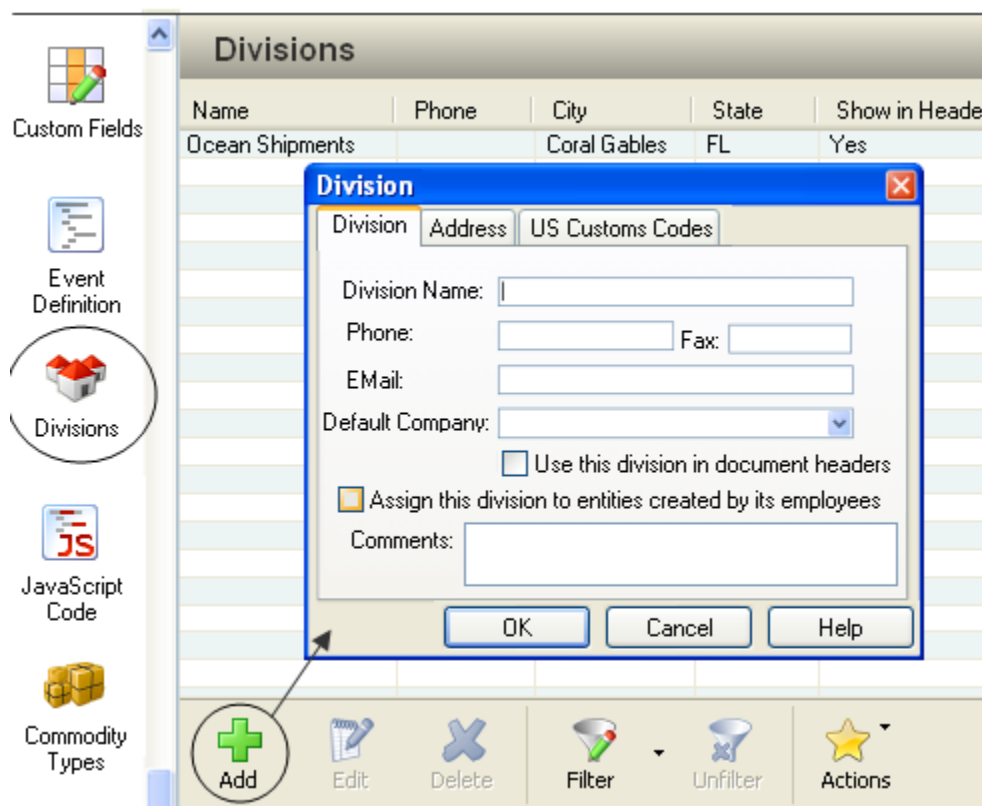 Custom Fields
Event
Definition
Divisions
JS
JavaScript
Code
Commodity
Types
Divisions
Name Phone City State Show in Heade
Ocean Shipments Coral Gables FL Yes
Division
Division Address US Customs Codes
Division Name:
Phone: Fax:
EMail:
Default Company:
Use this division in document headers
Assign this division to entities created by its employees
Comments:
OK Cancel Help
Add Edit Delete Filter Unfilter Actions